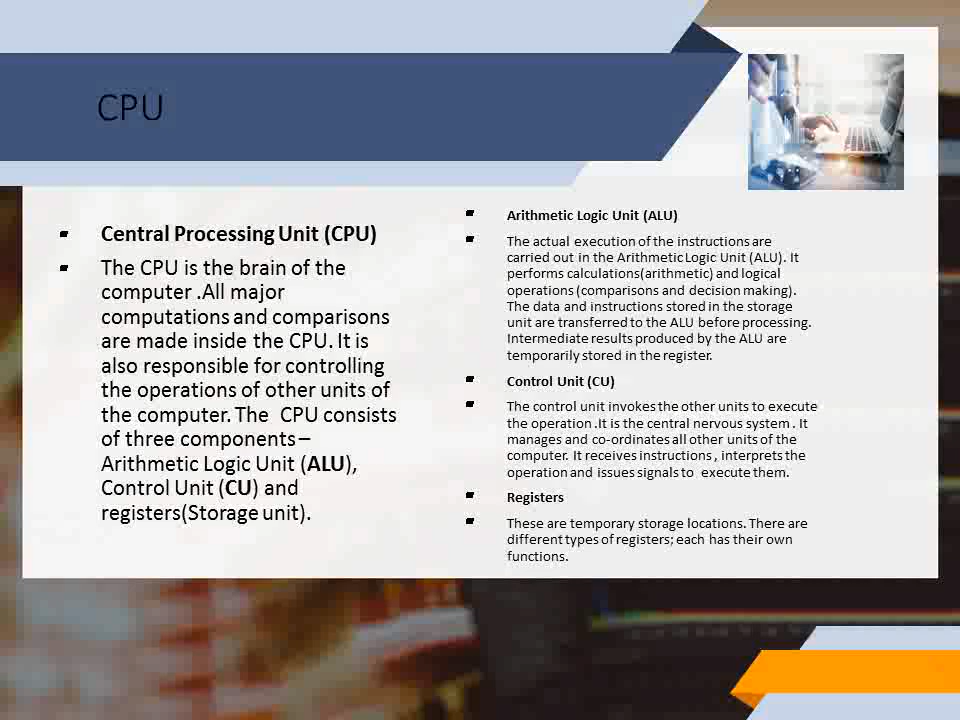 CPU
Central Processing Unit (CPU)
The CPU is the brain of the
computer .All major
computations and comparisons
are made inside the CPU. It is
also responsible for controlling
the operations of other units of
the computer. The  CPU consists
of three components –
Arithmetic Logic Unit (ALU),
Control Unit (CU) and
registers(Storage unit).
Arithmetic Logic Unit (ALU)
The actual execution of the instructions are
carried out in the Arithmetic Logic Unit (ALU). It
performs calculations(arithmetic) and logical
operations (comparisons and decision making).
The data and instructions stored in the storage
unit are transferred to the ALU before processing.
Intermediate results produced by the ALU are
temporarily stored in the register.
Control Unit (CU)
The control unit invokes the other units to execute
the operation .It is the central nervous system . It
manages and co-ordinates all other units of the
computer. It receives instructions , interprets the
operation and issues signals to  execute them.
Registers
These are temporary storage locations. There are
different types of registers; each has their own
functions.